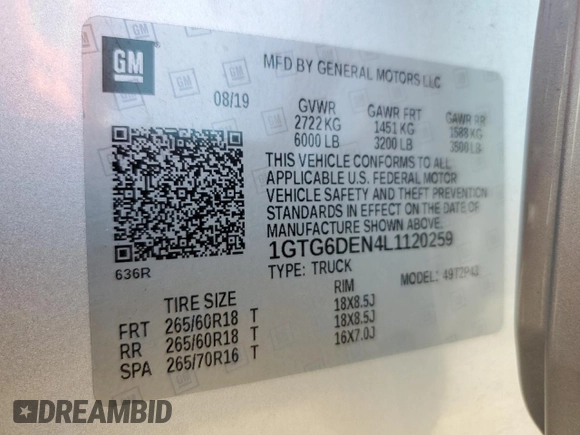 GM
MFD BY GENERAL MOTORS LLC
08/19
GVWR GAWR FRT GAWR RR
2722 KG 1451 KG 1588 KG
6000 LB 3200 LB 3500 LB
THIS VEHICLE CONFORMS TO ALL
APPLICABLE U.S. FEDERAL MOTOR
VEHICLE SAFETY AND THEFT PREVENTION
STANDARDS IN EFFECT ON THE DATE OF
MANUFACTURE SHOWN ABOVE.
1GTG6DEN4L1120259
636R
TYPE: TRUCK MODEL: 49T2P43
TIRE SIZE RIM
FRT 265/60R18 T 18X8.5J
RR 265/60R18 T 18X8.5J
SPA 265/70R16 T 16X7.0J
DREAMBID